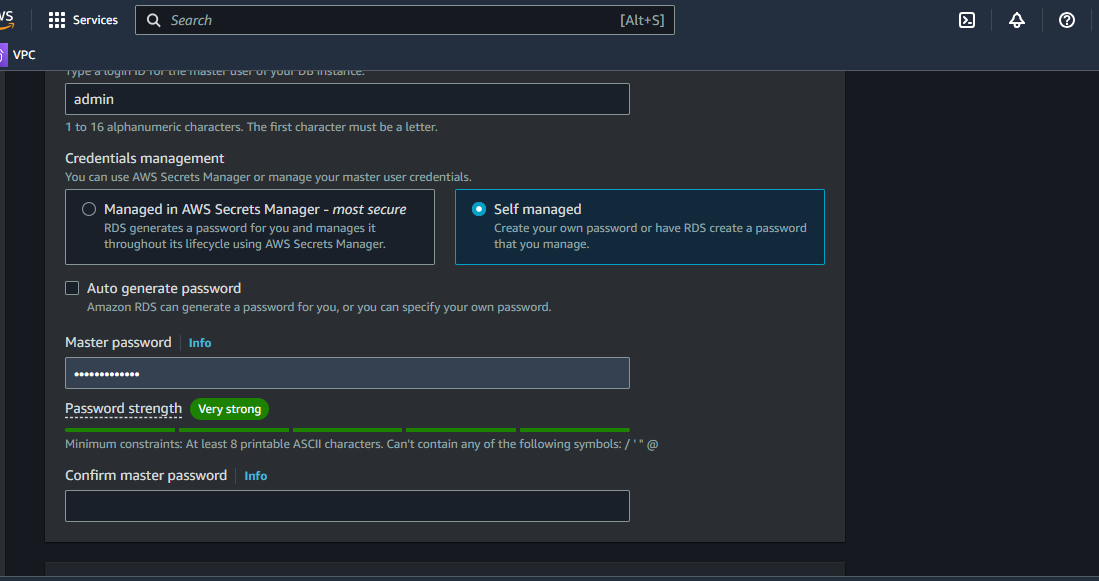 Services
Search
[Alt+S]
VPC
Type a login ID for the master user of your DB instance.
admin
1 to 16 alphanumeric characters. The first character must be a letter.
Credentials management
You can use AWS Secrets Manager or manage your master user credentials.
Managed in AWS Secrets Manager - most secure
RDS generates a password for you and manages it
throughout its lifecycle using AWS Secrets Manager.
Self managed
Create your own password or have RDS create a password
that you manage.
Auto generate password
Amazon RDS can generate a password for you, or you can specify your own password.
Master password Info
•••••••••••••
Password strength Very strong
Minimum constraints: At least 8 printable ASCII characters. Can't contain any of the following symbols: / ' " @
Confirm master password Info